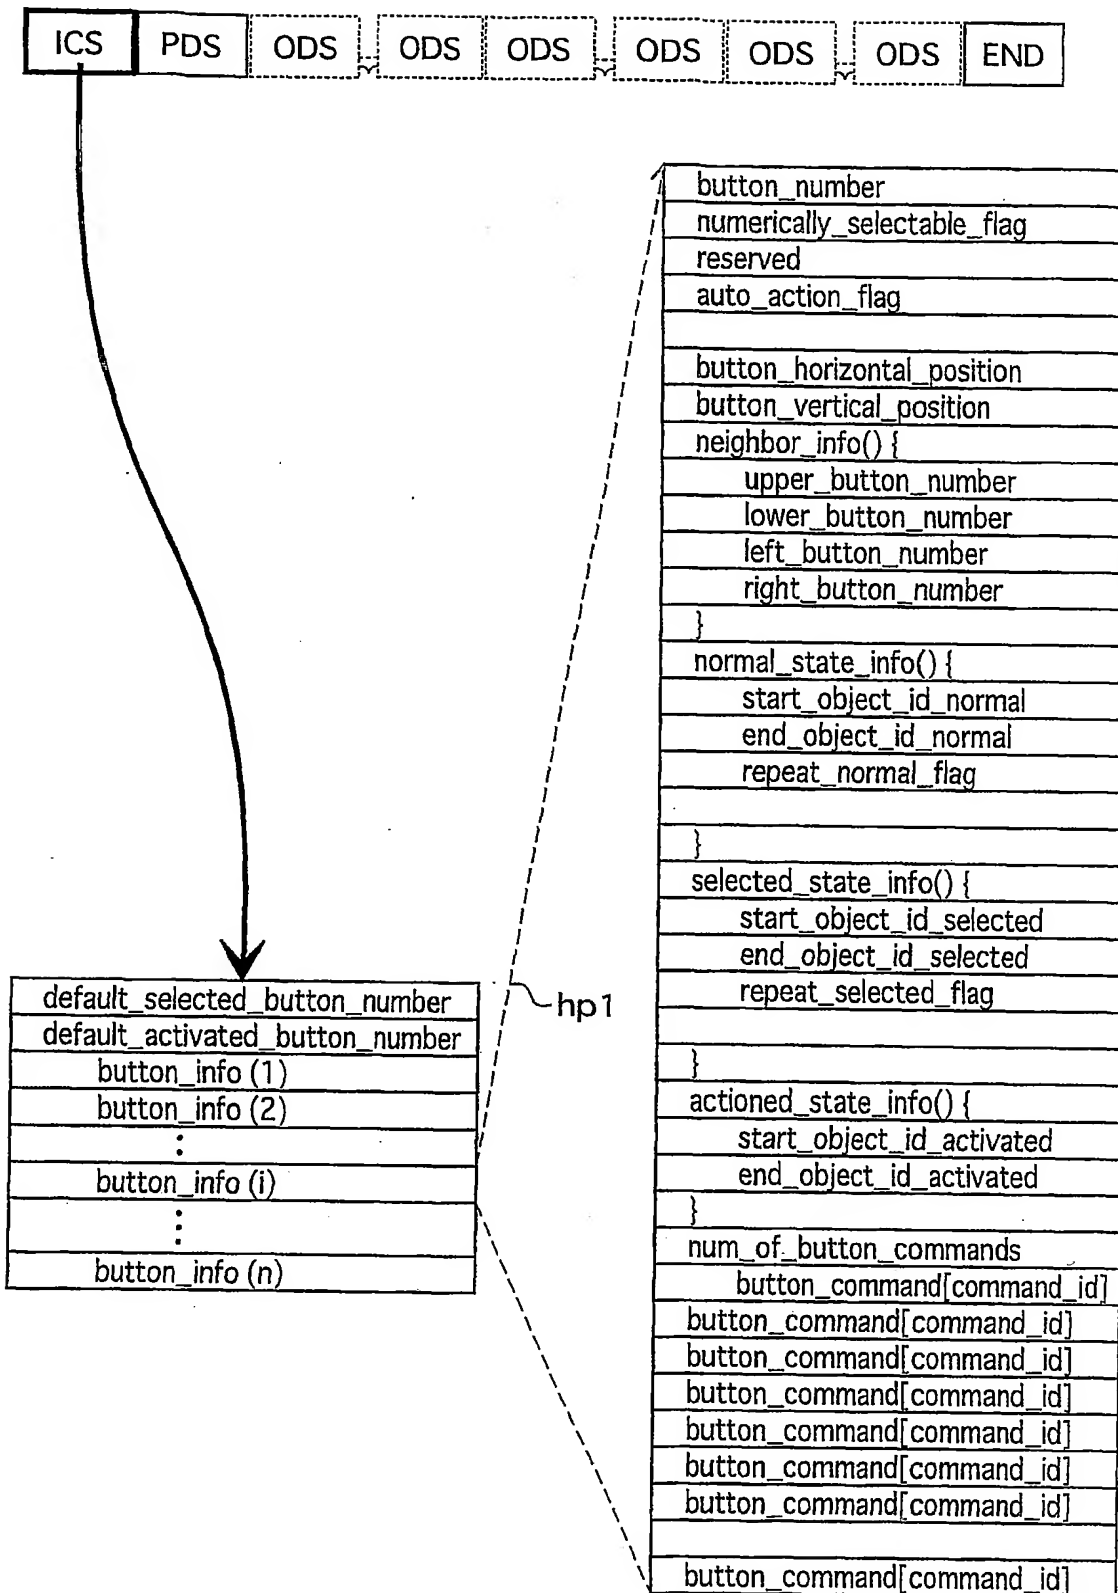 ICS PDS ODS ODS ODS ODS ODS ODS END
default_selected_button_number
default_activated_button_number
button_info (1)
button_info (2)
button_info (i)
button_info (n)
hp1
button_number
numerically_selectable_flag
reserved
auto_action_flag
button_horizontal_position
button_vertical_position
neighbor_info() {
upper_button_number
lower_button_number
left_button_number
right_button_number
}
normal_state_info() {
start_object_id_normal
end_object_id_normal
repeat_normal_flag
}
selected_state_info() {
start_object_id_selected
end_object_id_selected
repeat_selected_flag
}
actioned_state_info() {
start_object_id_activated
end_object_id_activated
}
num_of_button_commands
button_command[command_id]
button_command[command_id]
button_command[command_id]
button_command[command_id]
button_command[command_id]
button_command[command_id]
button_command[command_id]
button_command[command_id]